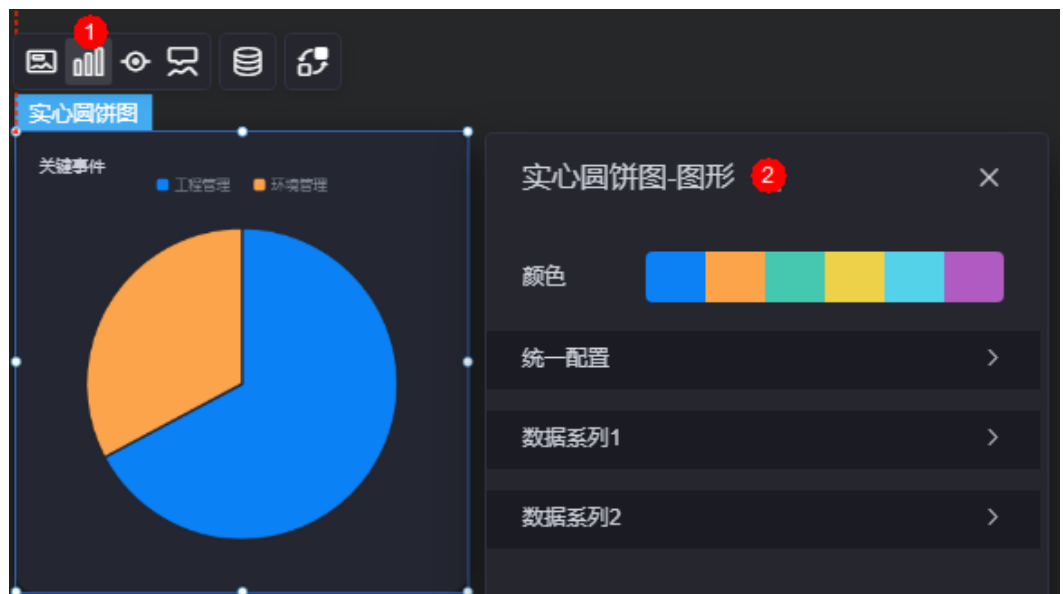 1
实心圆饼图
关键事件
工程管理 环境管理
实心圆饼图-图形 2
颜色
统一配置
数据系列1
数据系列2